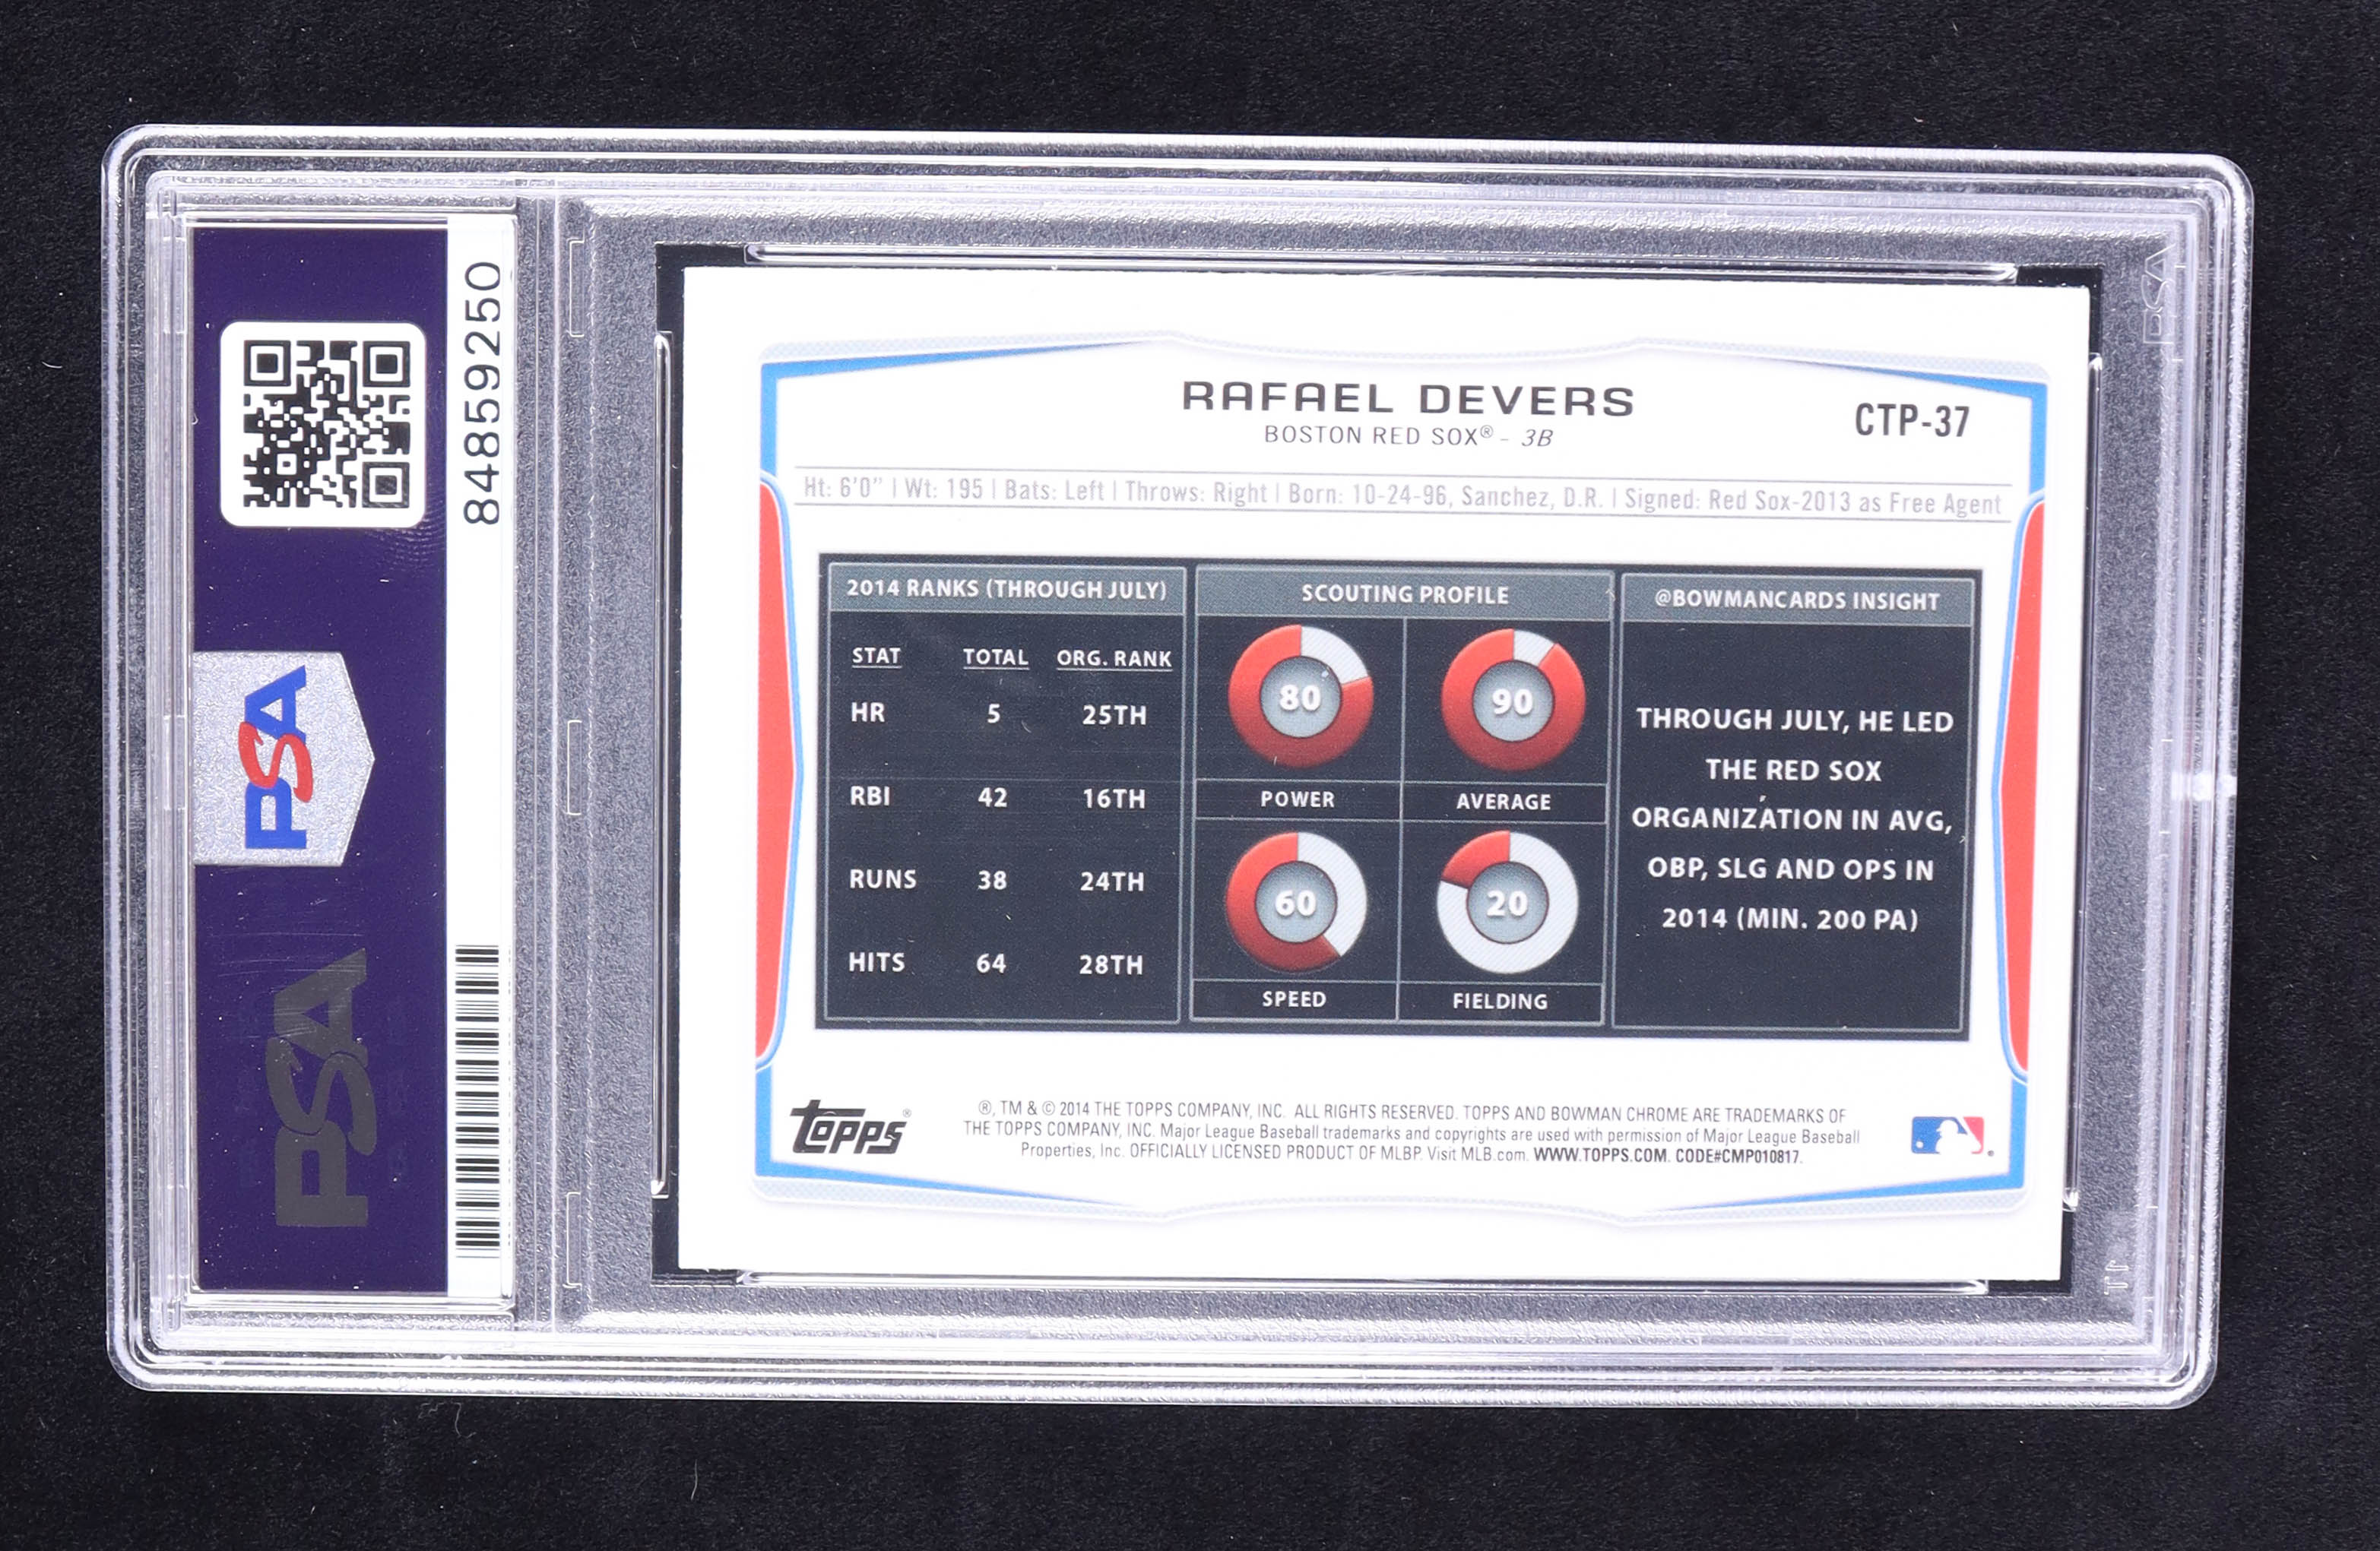 84859250
PSA
PSA
PSA
RAFAEL DEVERS
BOSTON RED SOX® - 3B
CTP-37
Ht: 6'0" | Wt: 195 | Bats: Left | Throws: Right | Born: 10-24-96, Sanchez, D.R. | Signed: Red Sox-2013 as Free Agent
2014 RANKS (THROUGH JULY)
STAT TOTAL ORG. RANK
HR 5 25TH
RBI 42 16TH
RUNS 38 24TH
HITS 64 28TH
SCOUTING PROFILE
80 90
POWER AVERAGE
60 20
SPEED FIELDING
@BOWMANCARDS INSIGHT
THROUGH JULY, HE LED
THE RED SOX
ORGANIZATION IN AVG,
OBP, SLG AND OPS IN
2014 (MIN. 200 PA)
Topps®
®, TM & © 2014 THE TOPPS COMPANY, INC. ALL RIGHTS RESERVED. TOPPS AND BOWMAN CHROME ARE TRADEMARKS OF
THE TOPPS COMPANY, INC. Major League Baseball trademarks and copyrights are used with permission of Major League Baseball
Properties, Inc. OFFICIALLY LICENSED PRODUCT OF MLBP. Visit MLB.com. WWW.TOPPS.COM. CODE#CMP010817.